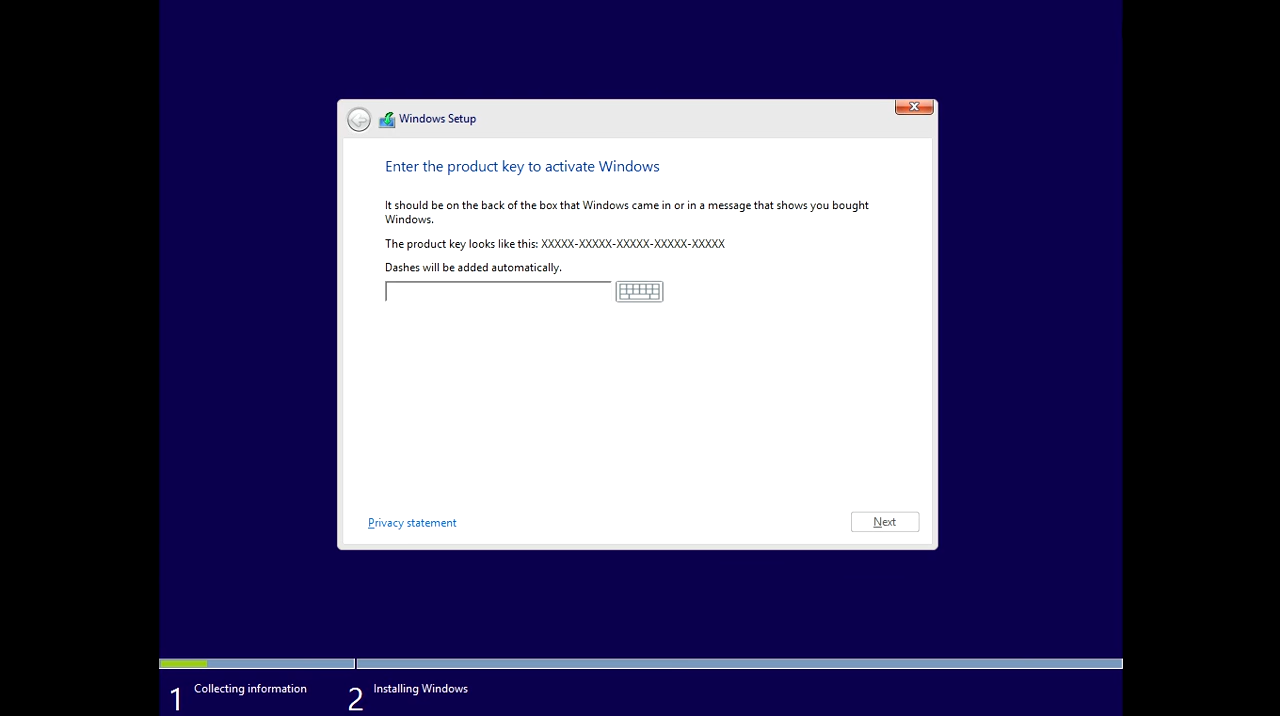 Windows Setup
Enter the product key to activate Windows
It should be on the back of the box that Windows came in or in a message that shows you bought
Windows.
The product key looks like this: XXXXX-XXXXX-XXXXX-XXXXX-XXXXX
Dashes will be added automatically.
Privacy statement
Next
1 Collecting information
2 Installing Windows